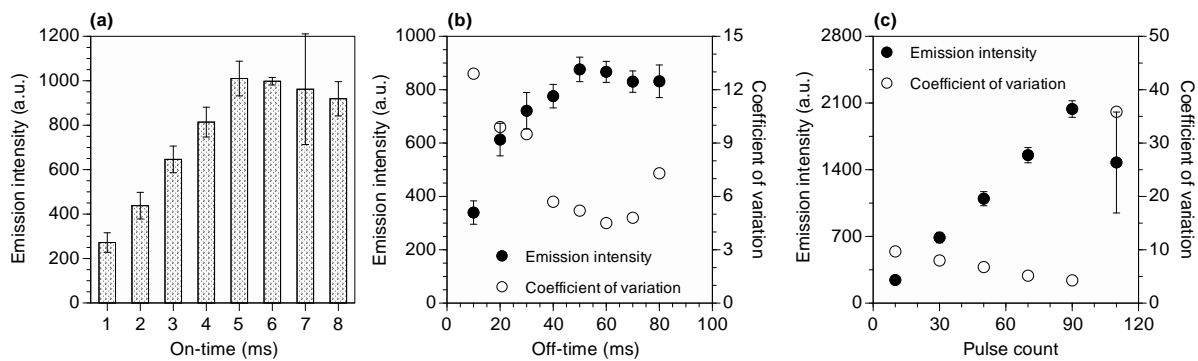 (a)
1200
1000
800
600
400
200
0
Emission intensity (a.u.)
1 2 3 4 5 6 7 8
On-time (ms)
(b)
1000
800
600
400
200
0
Emission intensity (a.u.)
15
12
9
6
3
0
Coefficient of variation
Emission intensity
Coefficient of variation
20 40 60 80 100
Off-time (ms)
(c)
2800
2100
1400
700
0
Emission intensity (a.u.)
50
40
30
20
10
0
Coefficient of variation
Emission intensity
Coefficient of variation
0 30 60 90 120
Pulse count